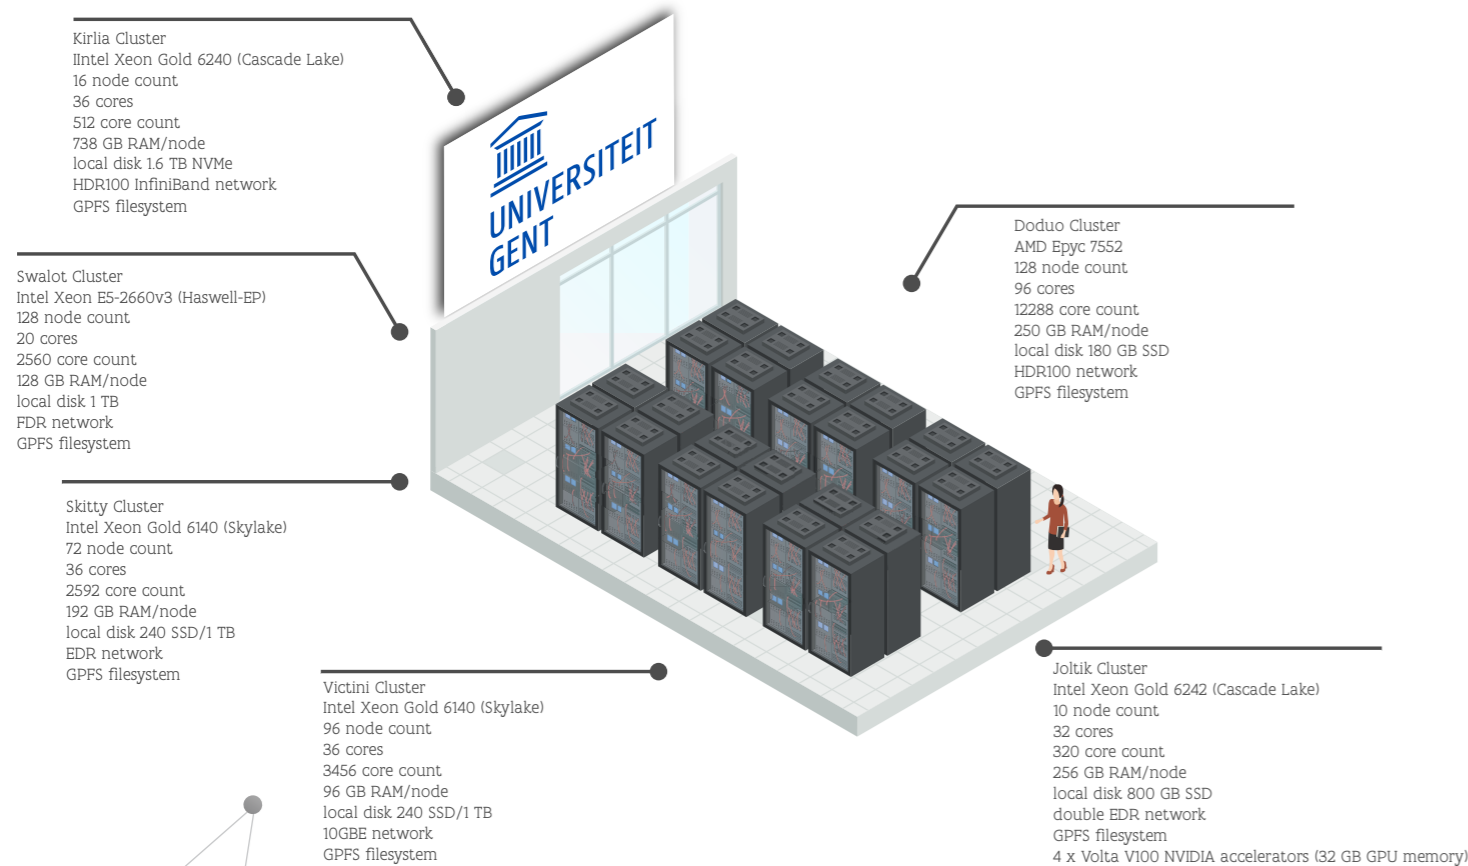 Kirlia Cluster
IIntel Xeon Gold 6240 (Cascade Lake)
16 node count
36 cores
512 core count
738 GB RAM/node
local disk 1.6 TB NVMe
HDR100 InfiniBand network
GPFS filesystem
UNIVERSITEIT
GENT
Swalot Cluster
Intel Xeon E5-2660v3 (Haswell-EP)
128 node count
20 cores
2560 core count
128 GB RAM/node
local disk 1 TB
FDR network
GPFS filesystem
Doduo Cluster
AMD Epyc 7552
128 node count
96 cores
12288 core count
250 GB RAM/node
local disk 180 GB SSD
HDR100 network
GPFS filesystem
Skitty Cluster
Intel Xeon Gold 6140 (Skylake)
72 node count
36 cores
2592 core count
192 GB RAM/node
local disk 240 SSD/1 TB
EDR network
GPFS filesystem
Victini Cluster
Intel Xeon Gold 6140 (Skylake)
96 node count
36 cores
3456 core count
96 GB RAM/node
local disk 240 SSD/1 TB
10GBE network
GPFS filesystem
Joltik Cluster
Intel Xeon Gold 6242 (Cascade Lake)
10 node count
32 cores
320 core count
256 GB RAM/node
local disk 800 GB SSD
double EDR network
GPFS filesystem
4 x Volta V100 NVIDIA accelerators (32 GB GPU memory)